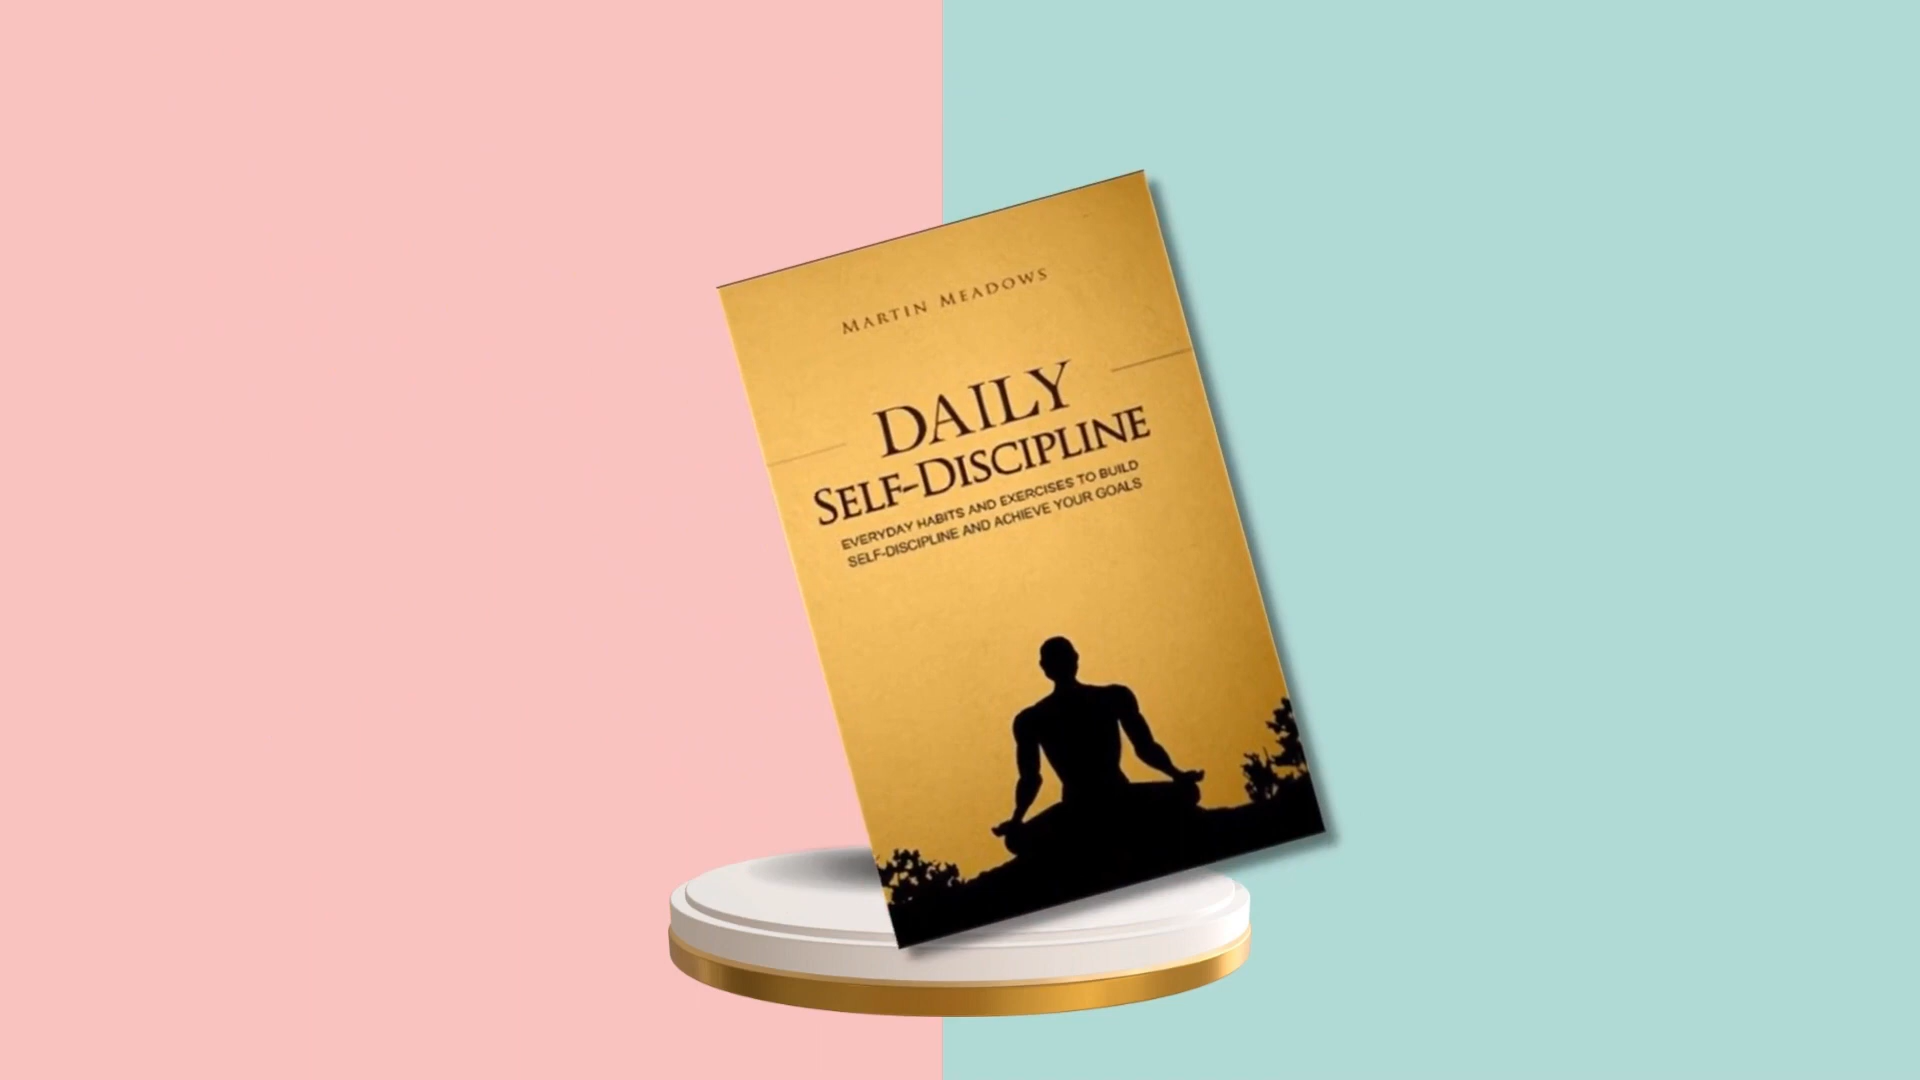 MARTIN MEADOWS
DAILY
SELF-DISCIPLINE
EVERYDAY HABITS AND EXERCISES TO BUILD
SELF-DISCIPLINE AND ACHIEVE YOUR GOALS